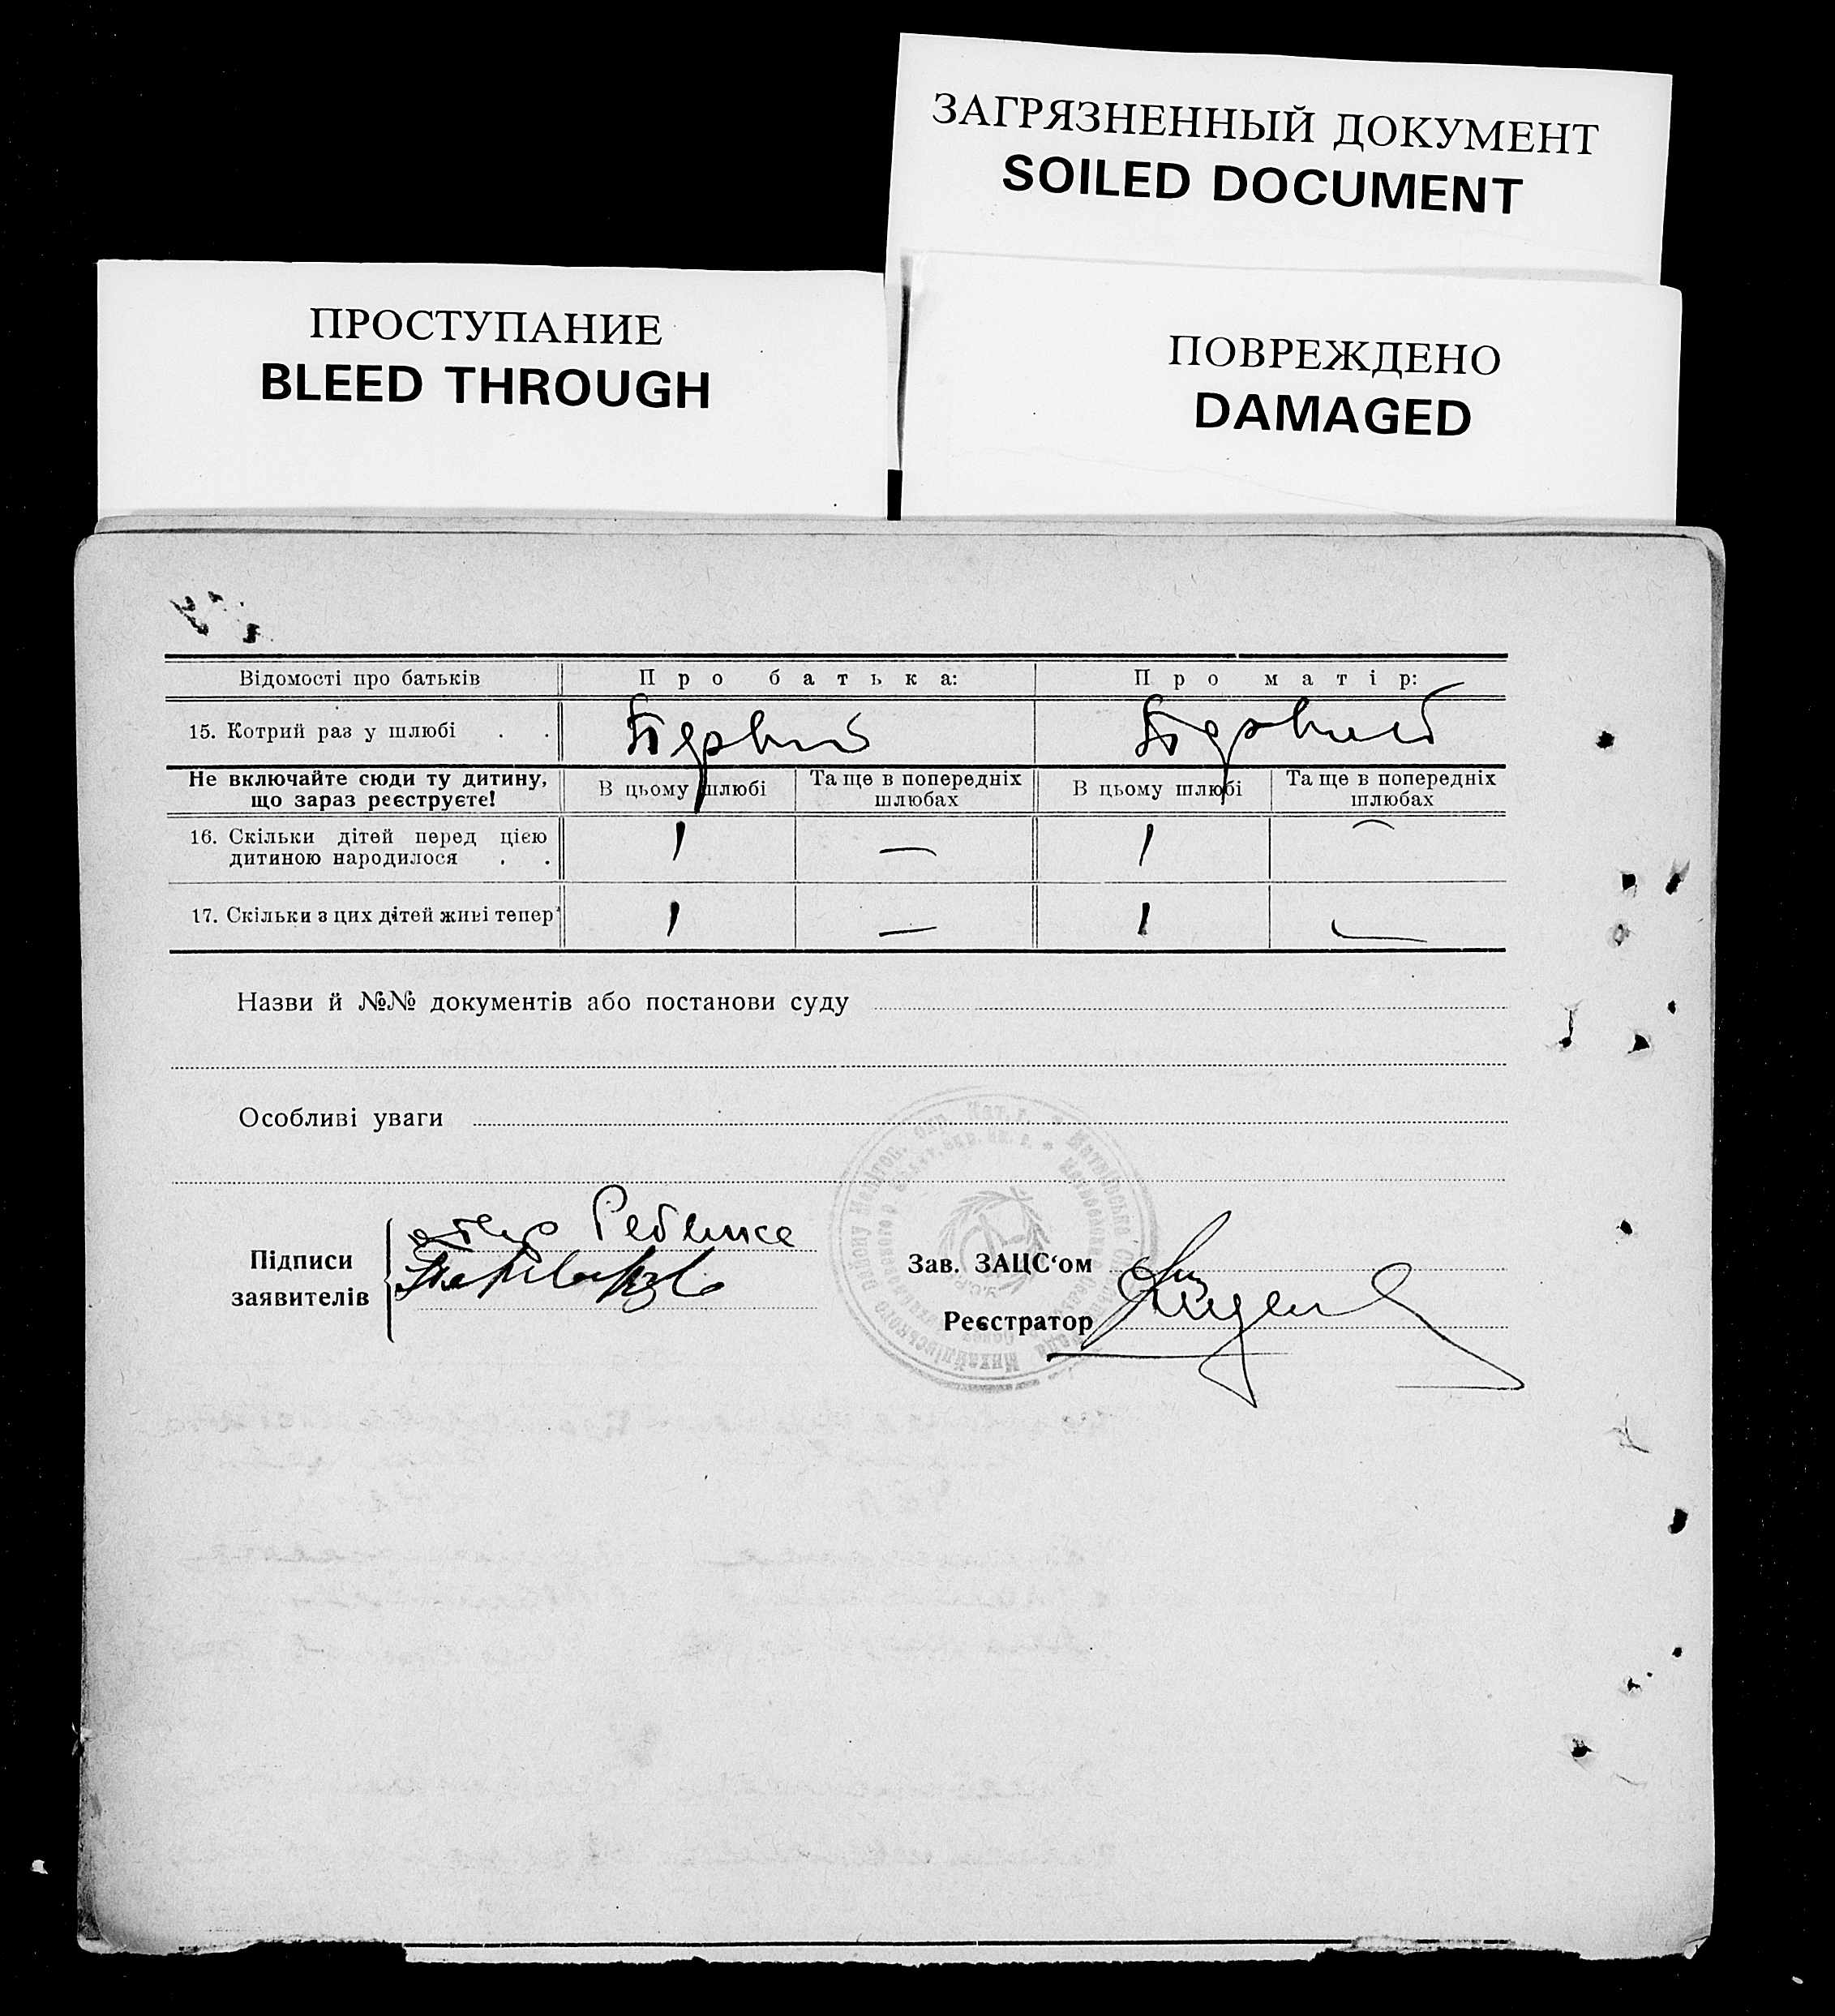 ЗАГРЯЗНЕННЫЙ ДОКУМЕНТ
SOILED DOCUMENT
ПРОСТУПАНИЕ
BLEED THROUGH
ПОВРЕЖДЕНО
DAMAGED
Відомості про батьків Про батька: Про матір:
15. Котрий раз у шлюбі . . Первий Первий
Не включайте сюди ту дитину, що зараз реєструєте! В цьому шлюбі Та ще в попередніх шлюбах В цьому шлюбі Та ще в попередніх шлюбах
16. Скільки дітей перед цією 1 — 1 —
дитиною народилося . .
17. Скільки з цих дітей живі тепер 1 — 1 —
Назви й №№ документів або постанови суду
Особливі уваги
Підписи
заявителів
Зав. ЗАЦС‘ом
Реєстратор